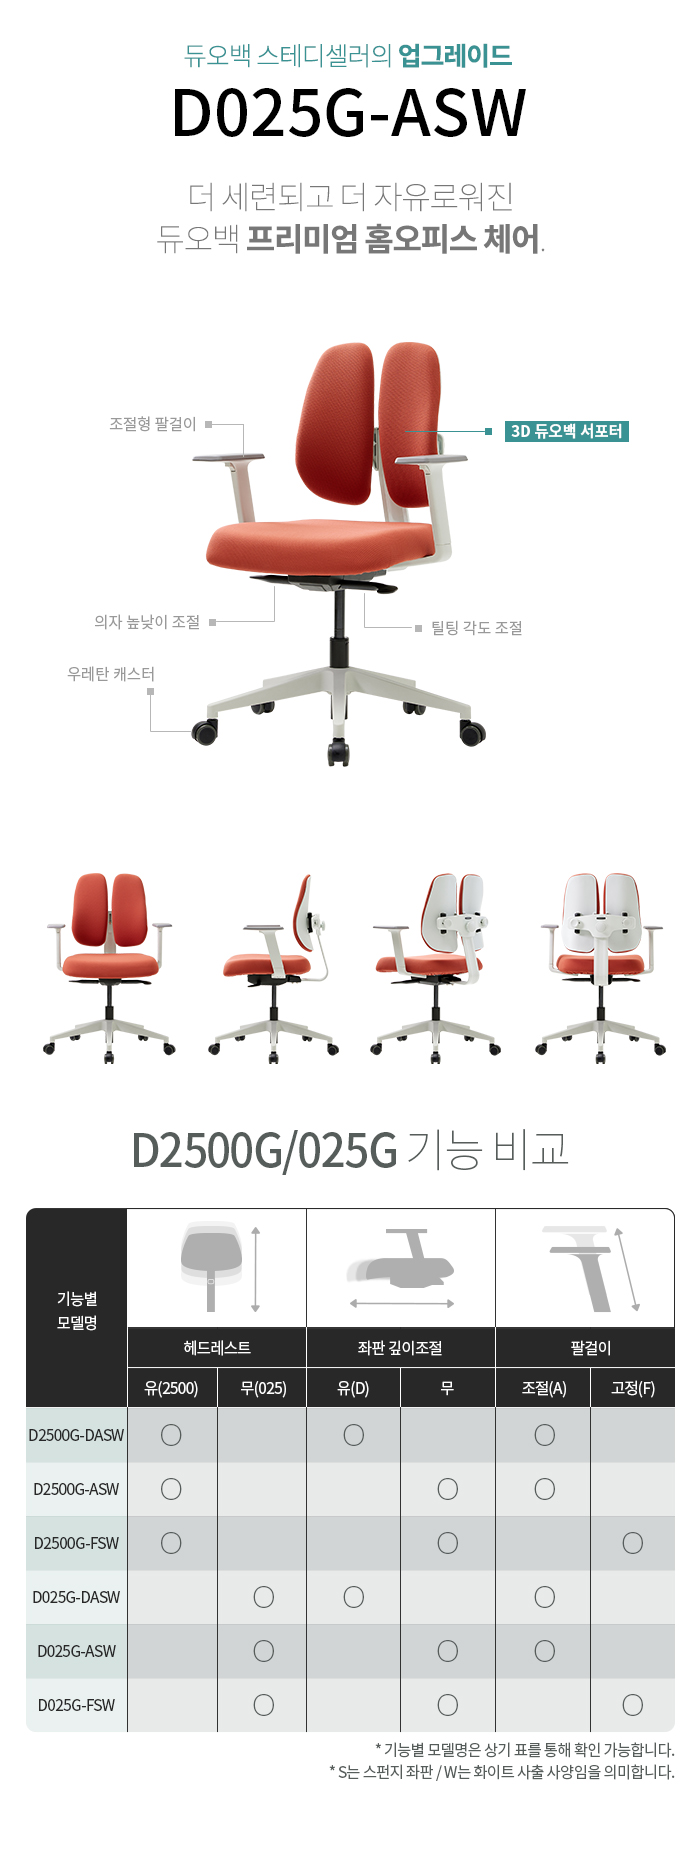 듀오백 스테디셀러의 업그레이드
D025G-ASW
더 세련되고 더 자유로워진
듀오백 프리미엄 홈오피스 체어.
조절형 팔걸이
3D 듀오백 서포터
의자 높낮이 조절
틸팅 각도 조절
우레탄 캐스터
D2500G/025G 기능 비교
기능별
모델명
헤드레스트 좌판 깊이조절 팔걸이
유(2500) 무(025) 유(D) 무 조절(A) 고정(F)
D2500G-DASW ○ ○ ○
D2500G-ASW ○ ○ ○
D2500G-FSW ○ ○ ○
D025G-DASW ○ ○ ○
D025G-ASW ○ ○ ○
D025G-FSW ○ ○ ○
* 기능별 모델명은 상기 표를 통해 확인 가능합니다.
* S는 스펀지 좌판 / W는 화이트 사출 사양임을 의미합니다.